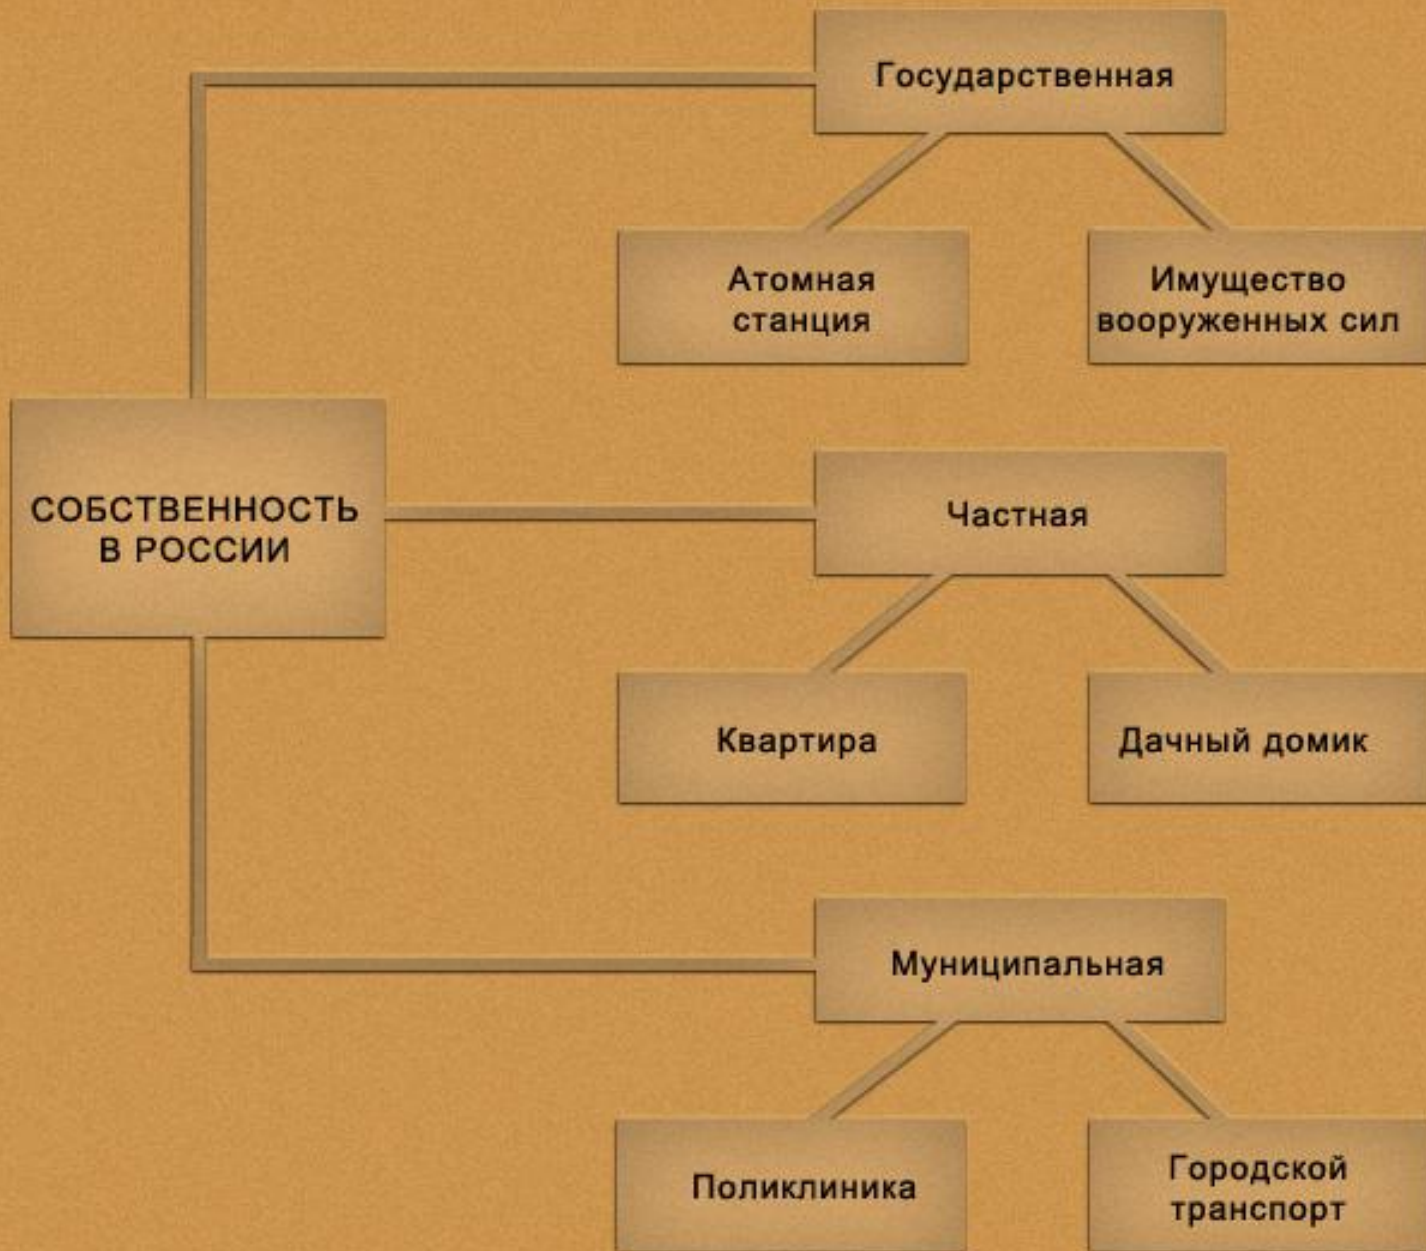 Государственная
Атомная
станция
Имущество
вооруженных сил
СОБСТВЕННОСТЬ
В РОССИИ
Частная
Квартира
Дачный домик
Муниципальная
Поликлиника
Городской
транспорт